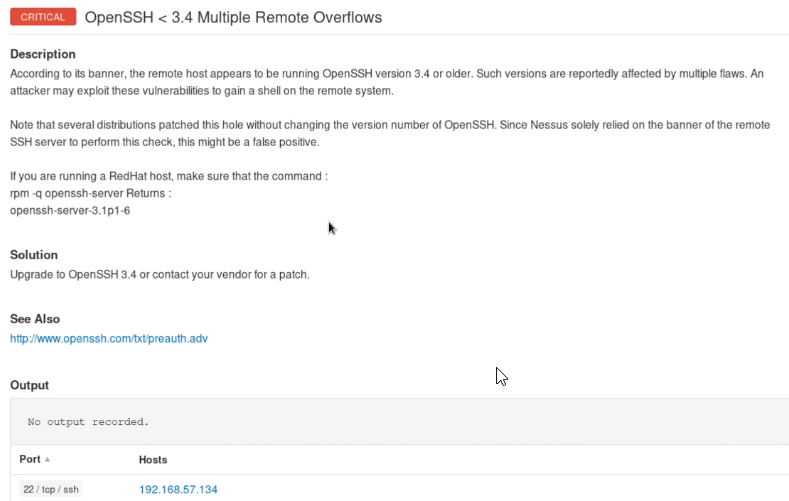 CRITICAL OpenSSH < 3.4 Multiple Remote Overflows
Description
According to its banner, the remote host appears to be running OpenSSH version 3.4 or older. Such versions are reportedly affected by multiple flaws. An
attacker may exploit these vulnerabilities to gain a shell on the remote system.
Note that several distributions patched this hole without changing the version number of OpenSSH. Since Nessus solely relied on the banner of the remote
SSH server to perform this check, this might be a false positive.
If you are running a RedHat host, make sure that the command :
rpm -q openssh-server Returns :
openssh-server-3.1p1-6
Solution
Upgrade to OpenSSH 3.4 or contact your vendor for a patch.
See Also
http://www.openssh.com/txt/preauth.adv
Output
No output recorded.
Port ▲ Hosts
22 / tcp / ssh 192.168.57.134